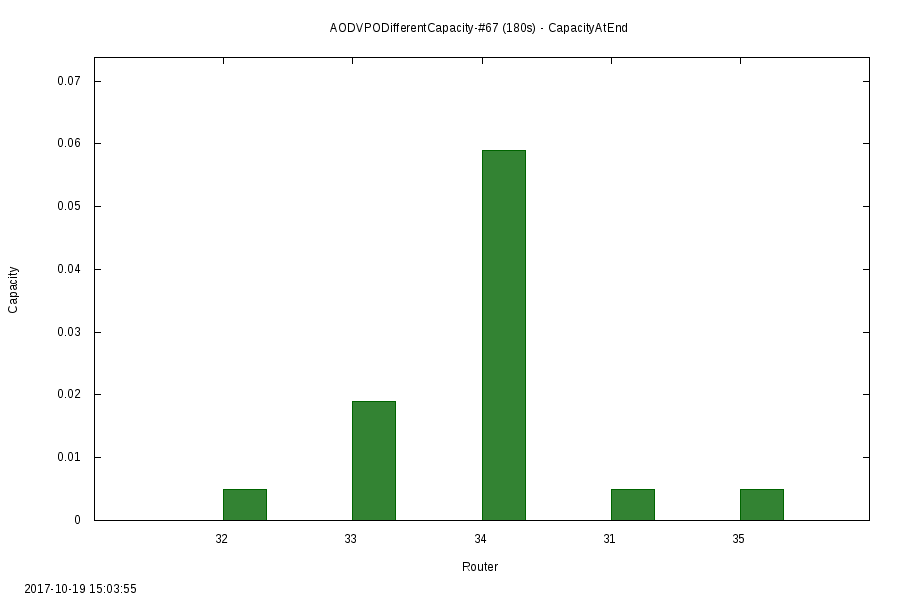 AODVPODifferentCapacity-#67 (180s) - CapacityAtEnd
0.07
0.06
0.05
0.04
0.03
0.02
0.01
0
Capacity
32 33 34 31 35
Router
2017-10-19 15:03:55